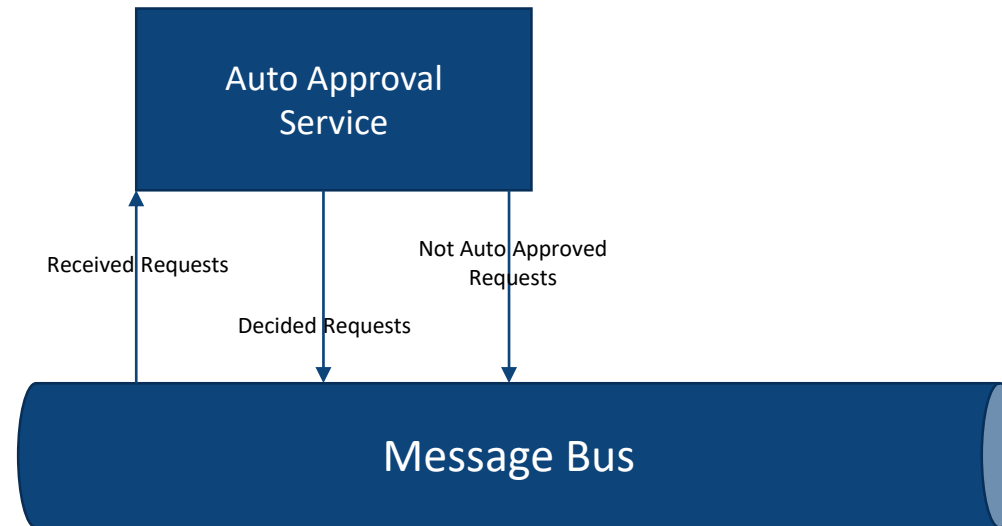 Auto Approval
Service
Received Requests
Not Auto Approved
Requests
Decided Requests
Message Bus